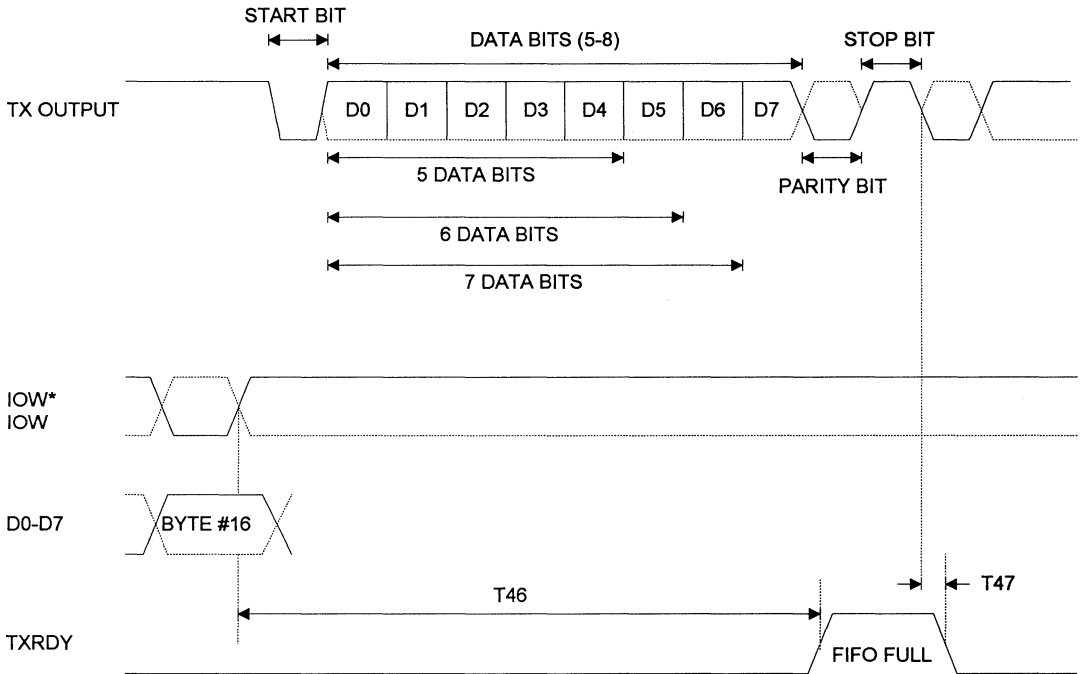 START BIT
DATA BITS (5-8)
STOP BIT
TX OUTPUT
D0 D1 D2 D3 D4 D5 D6 D7
5 DATA BITS
PARITY BIT
6 DATA BITS
7 DATA BITS
IOW*
IOW
D0-D7
BYTE #16
T46
T47
TXRDY
FIFO FULL